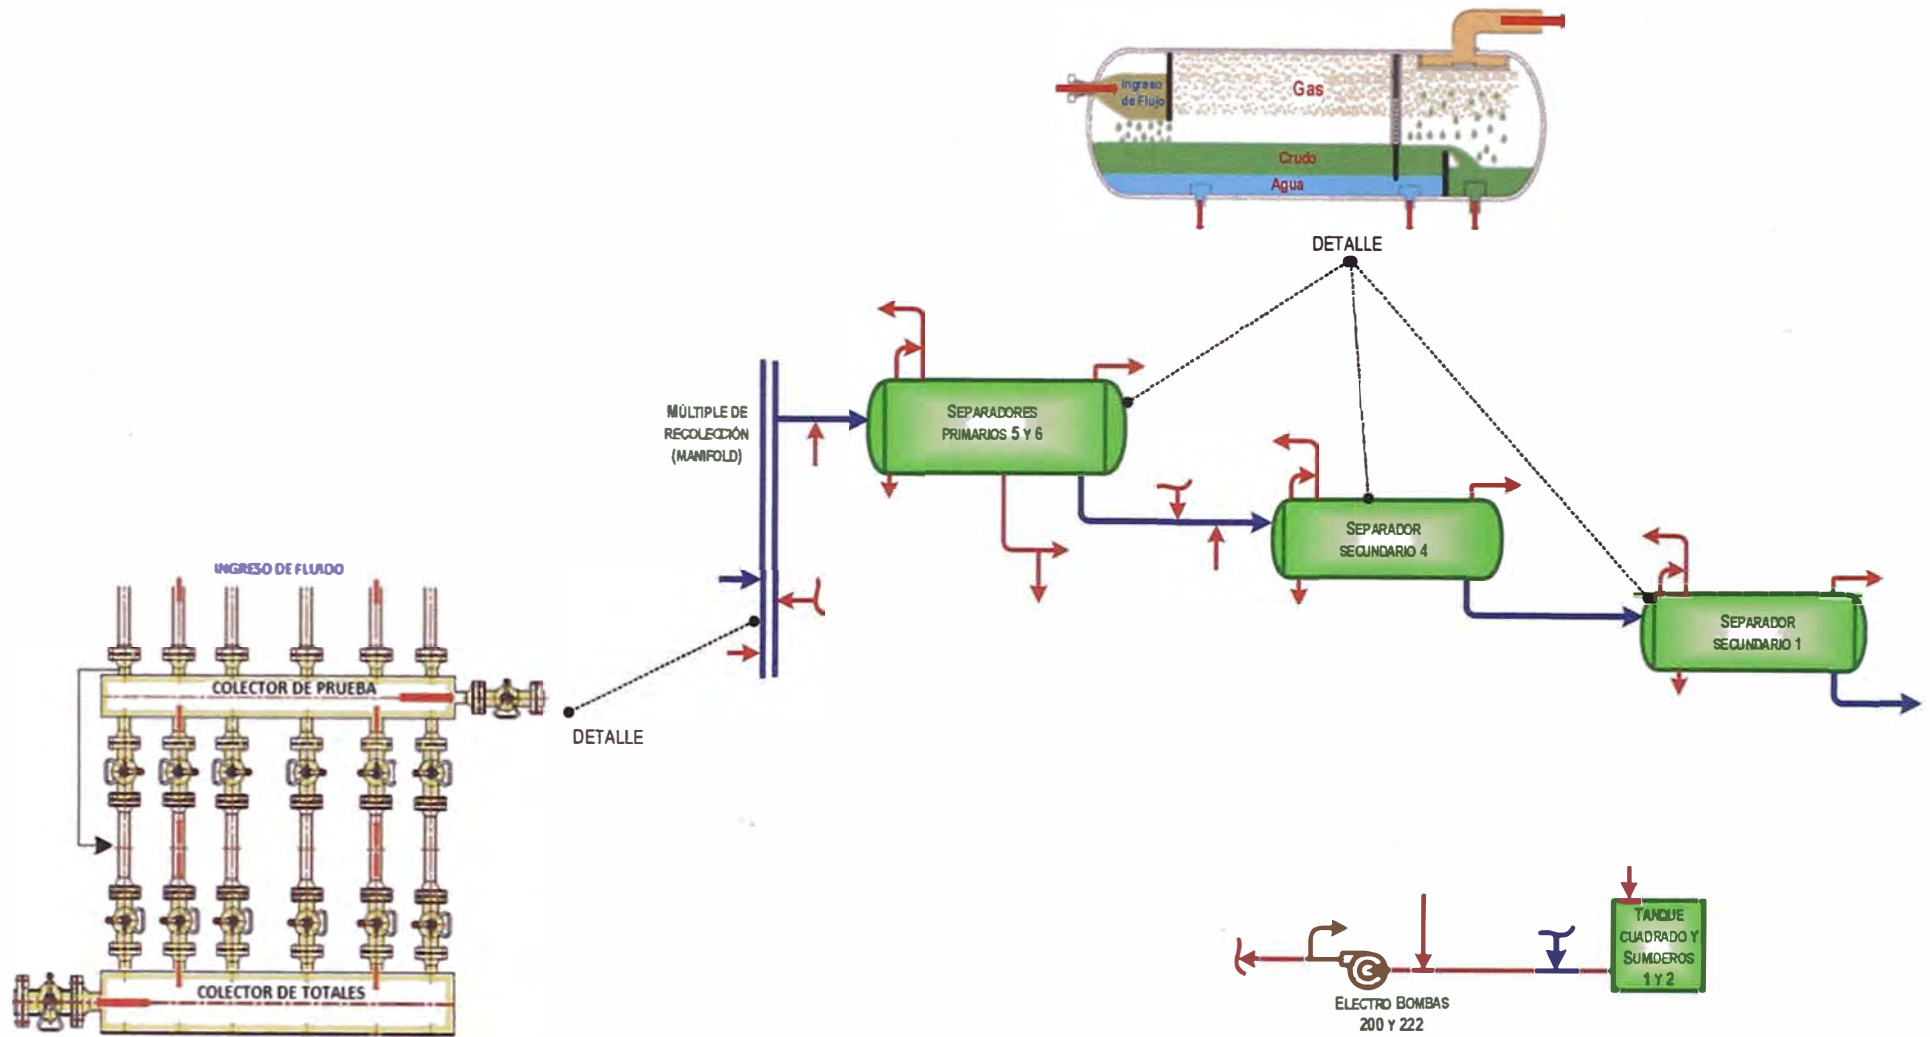 Ingreso
de Flujo
Gas
Crudo
Agua
DETALLE
MÚLTIPLE DE
RECOLECCIÓN
(MANIFOLD)
SEPARADORES
PRIMARIOS 5 Y 6
SEPARADOR
SECUNDARIO 4
SEPARADOR
SECUNDARIO 1
INGRESO DE FLUIDO
COLECTOR DE PRUEBA
DETALLE
COLECTOR DE TOTALES
TANQUE
CUADRADO Y
SUMIDEROS
1 Y 2
ELECTRO BOMBAS
200 Y 222